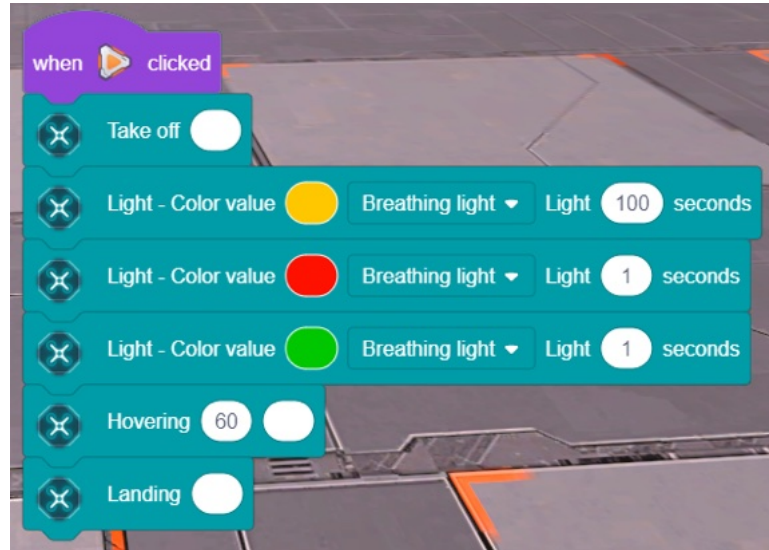 when clicked
Take off
Light - Color value Breathing light Light 100 seconds
Light - Color value Breathing light Light 1 seconds
Light - Color value Breathing light Light 1 seconds
Hovering 60
Landing